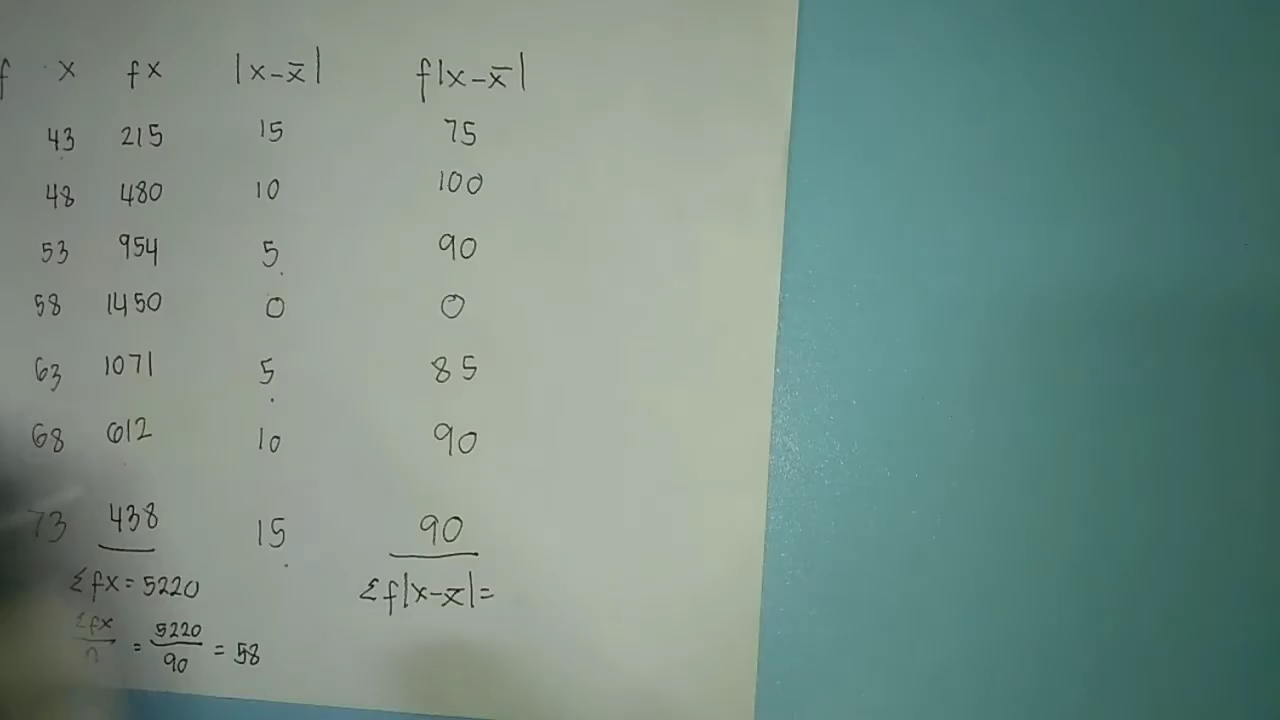 f x fx |x-x̅| f|x-x̅|
43 215 15 75
48 480 10 100
53 954 5 90
58 1450 0 0
63 1071 5 85
68 612 10 90
73 438 15 90
Σfx = 5220 Σf|x-x̅| =
Σfx/n = 5220/90 = 58